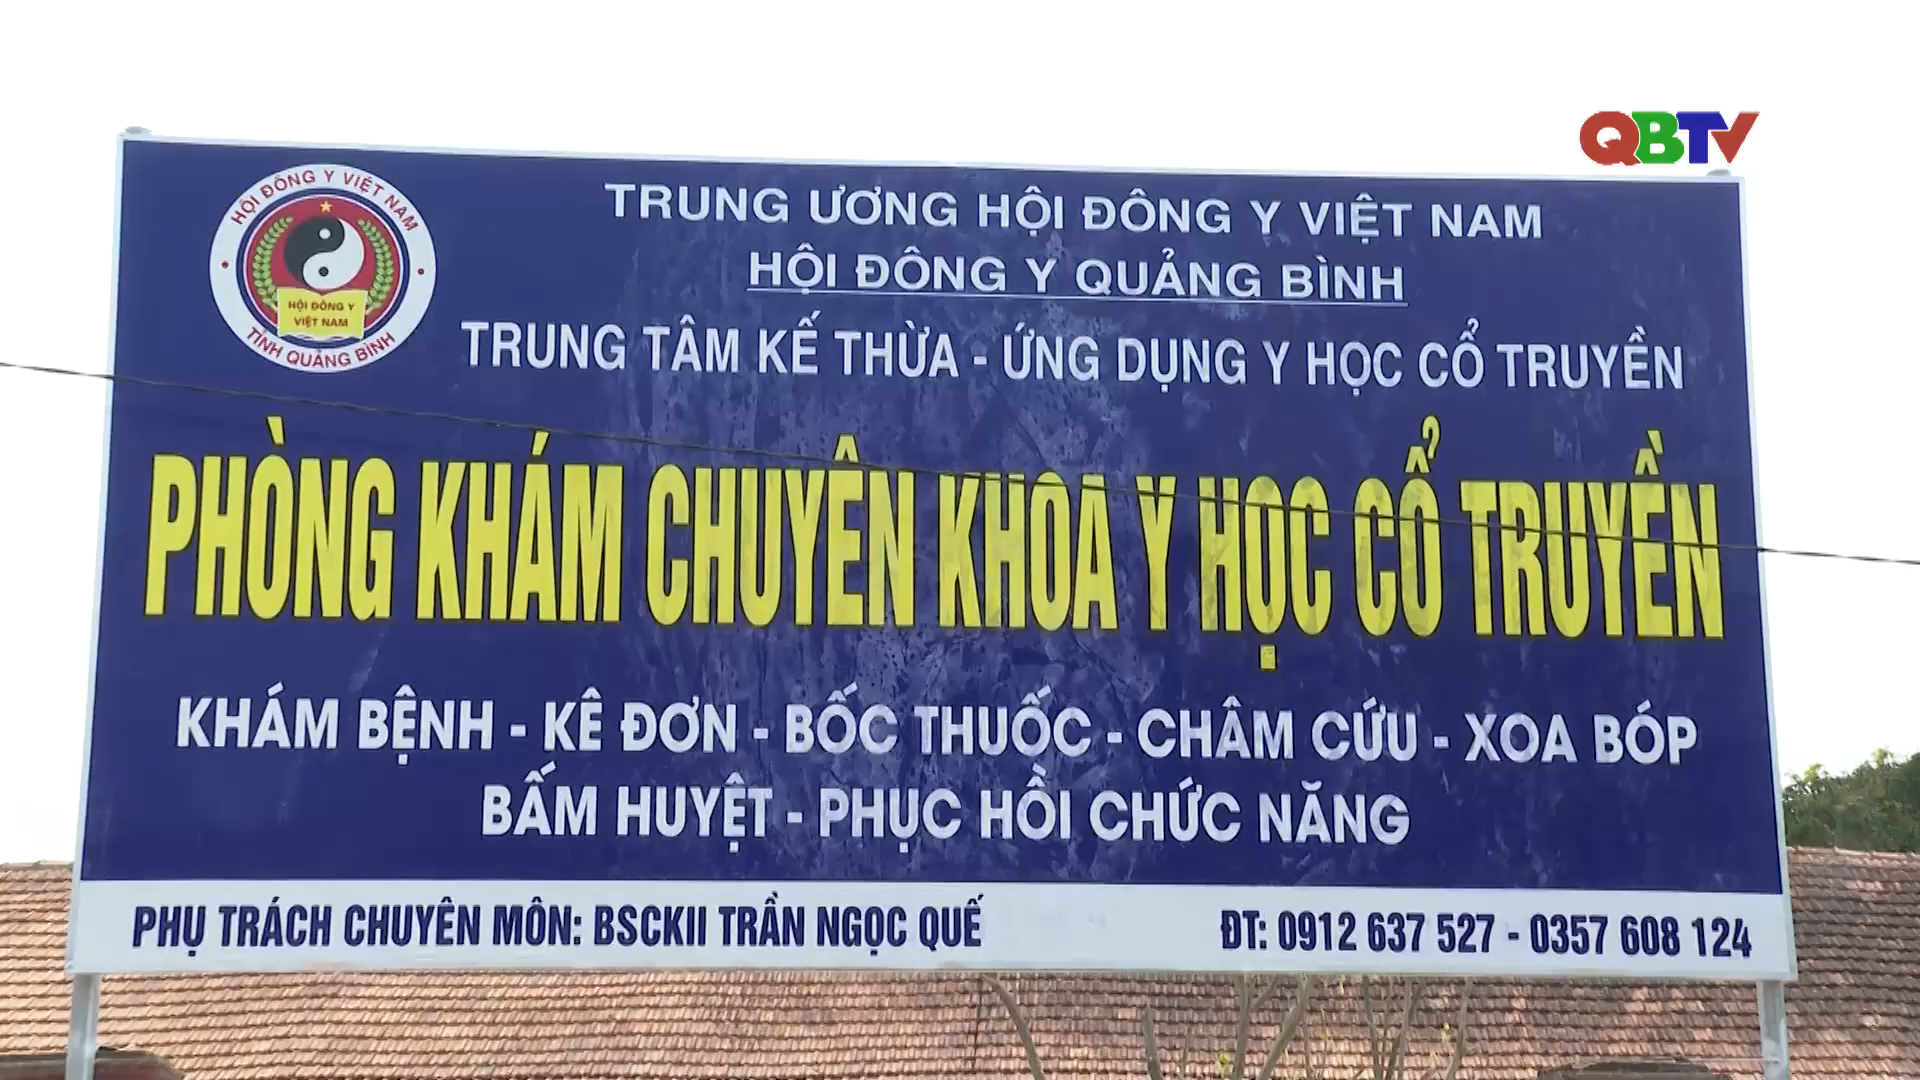 QBTV
HỘI ĐÔNG Y VIỆT NAM
HỘI ĐÔNG Y
VIỆT NAM
TỈNH QUẢNG BÌNH
TRUNG ƯƠNG HỘI ĐÔNG Y VIỆT NAM
HỘI ĐÔNG Y QUẢNG BÌNH
TRUNG TÂM KẾ THỪA - ỨNG DỤNG Y HỌC CỔ TRUYỀN
PHÒNG KHÁM CHUYÊN KHOA Y HỌC CỔ TRUYỀN
KHÁM BỆNH - KÊ ĐƠN - BỐC THUỐC - CHÂM CỨU - XOA BÓP
BẤM HUYỆT - PHỤC HỒI CHỨC NĂNG
PHỤ TRÁCH CHUYÊN MÔN: BSCKII TRẦN NGỌC QUẾ
ĐT: 0912 637 527 - 0357 608 124